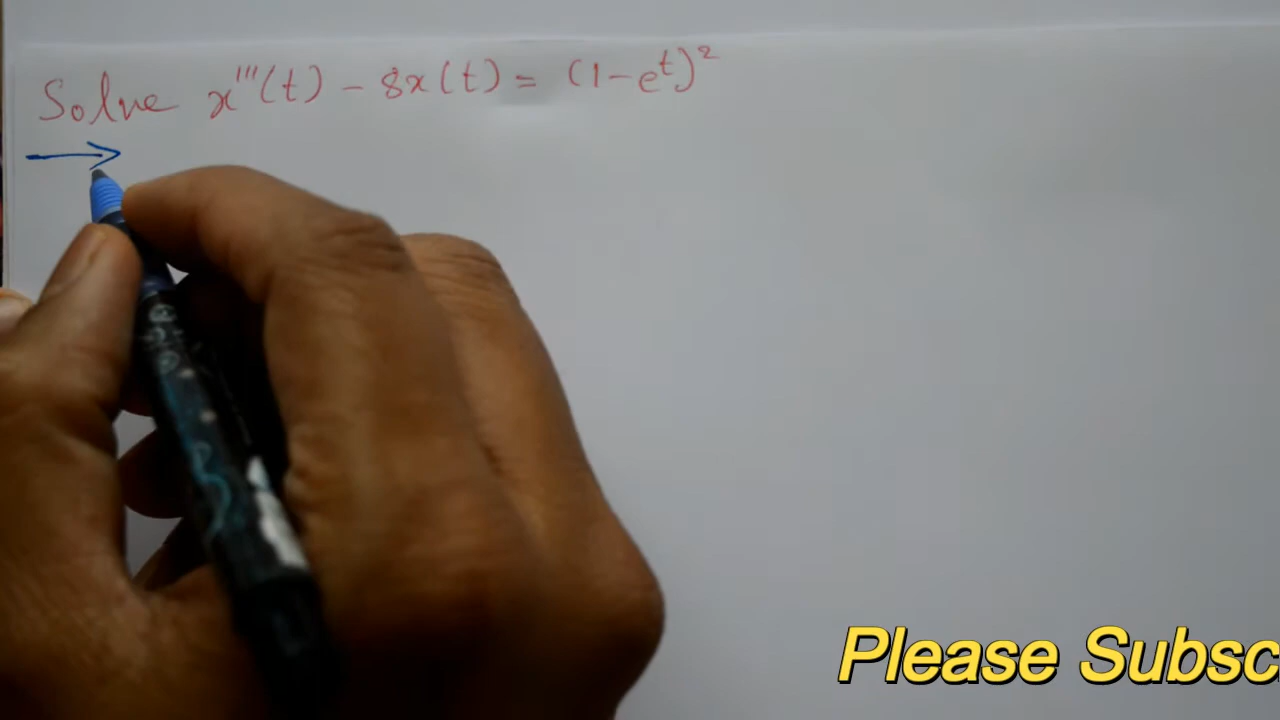 Solve x'''(t) - 8x(t) = (1-e^t)^2
Please Subsc